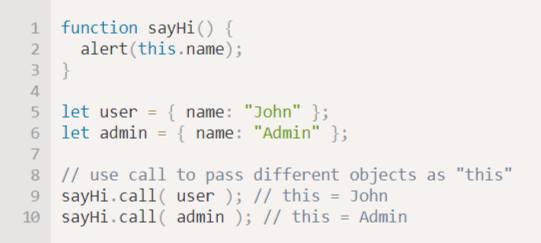 1 function sayHi() {
2   alert(this.name);
3 }
4
5 let user = { name: "John" };
6 let admin = { name: "Admin" };
7
8 // use call to pass different objects as "this"
9 sayHi.call( user ); // this = John
10 sayHi.call( admin ); // this = Admin